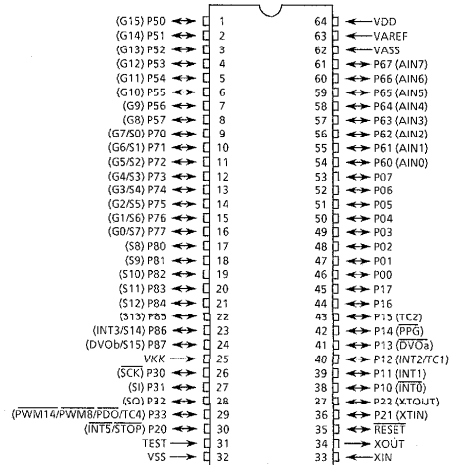 (G15) P50 1 64 VDD
(G14) P51 2 63 VAREF
(G13) P52 3 62 VASS
(G12) P53 4 61 P67 (AIN7)
(G11) P54 5 60 P66 (AIN6)
(G10) P55 6 59 P65 (AIN5)
(G9) P56 7 58 P64 (AIN4)
(G8) P57 8 57 P63 (AIN3)
(G7/S0) P70 9 56 P62 (AIN2)
(G6/S1) P71 10 55 P61 (AIN1)
(G5/S2) P72 11 54 P60 (AIN0)
(G4/S3) P73 12 53 P07
(G3/S4) P74 13 52 P06
(G2/S5) P75 14 51 P05
(G1/S6) P76 15 50 P04
(G0/S7) P77 16 49 P03
(S8) P80 17 48 P02
(S9) P81 18 47 P01
(S10) P82 19 46 P00
(S11) P83 20 45 P17
(S12) P84 21 44 P16
(S13) P85 22 43 P15 (TC2)
(INT3/S14) P86 23 42 P14 (PPG)
(DVOb/S15) P87 24 41 P13 (DVOa)
VKK 25 40 P12 (INT2/TC1)
(SCK) P30 26 39 P11 (INT1)
(SI) P31 27 38 P10 (INT0)
(SO) P32 28 37 P22 (XTOUT)
(PWM14/PWM8/PDO/TC4) P33 29 36 P21 (XTIN)
(INT5/STOP) P20 30 35 RESET
TEST 31 34 XOUT
VSS 32 33 XIN